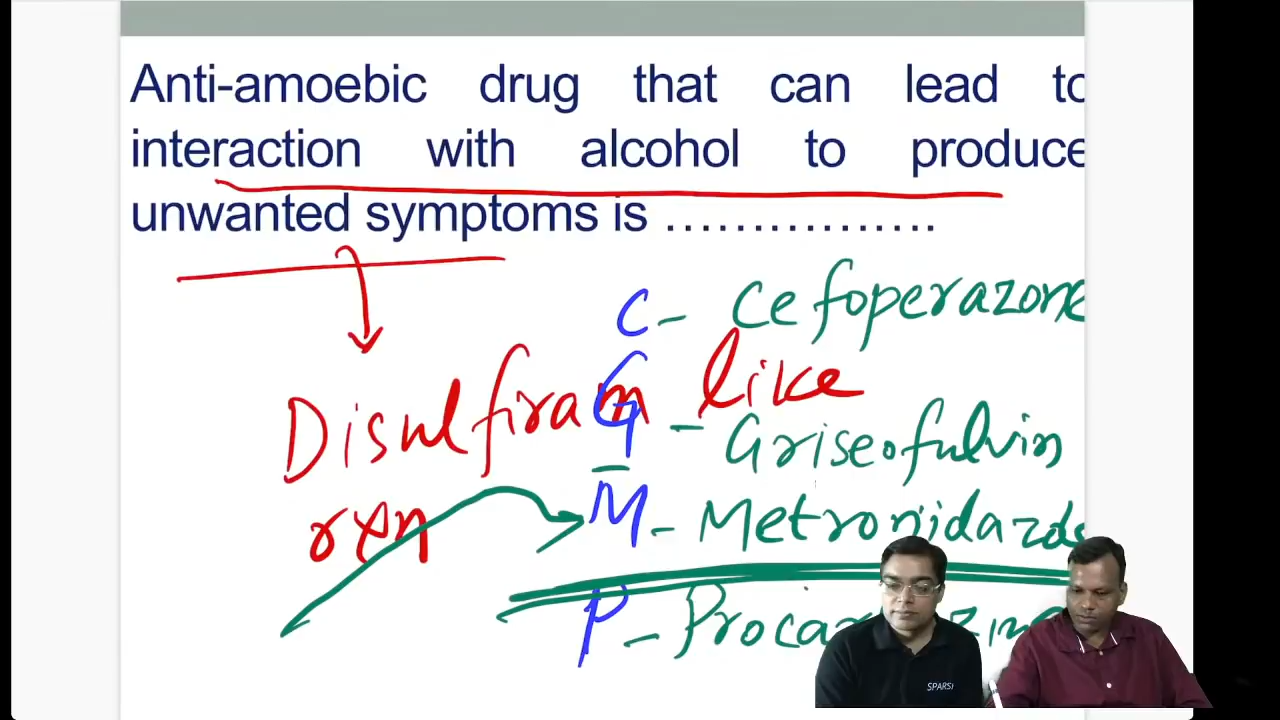 Anti-amoebic drug that can lead to
interaction with alcohol to produce
unwanted symptoms is ................
C - Cefoperazone
Disulfiram like
G - Griseofulvin
rxn
M - Metronidazole
P -
SPARSH